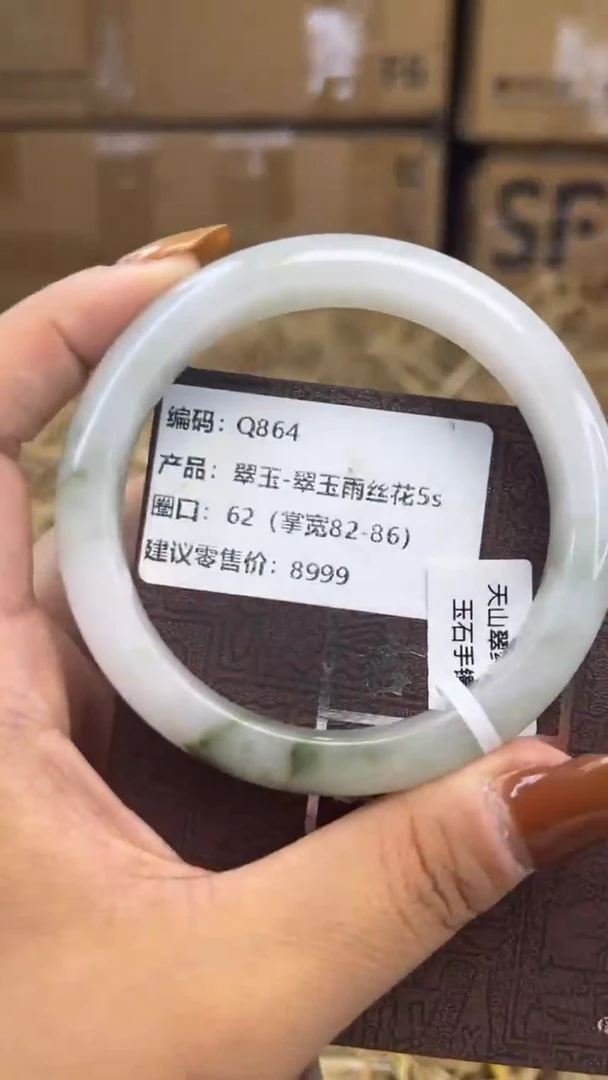 编码：Q864
产品：翠玉-翠玉雨丝花5s
圈口：62（掌宽82-86）
建议零售价：8999
天山翠
玉石手镯
SF